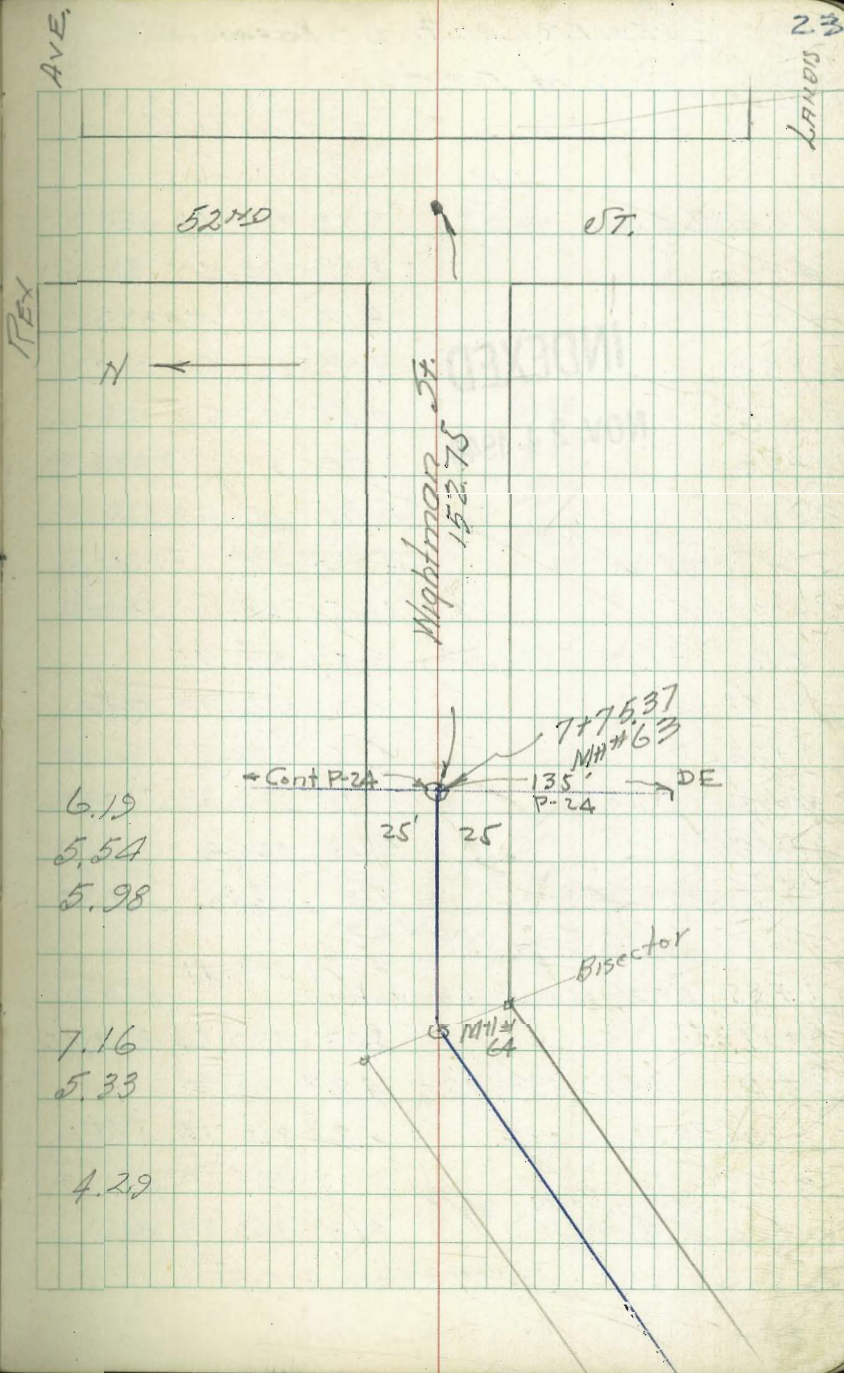 23
AVE.
LANDIS
52ND ST.
REX
N
Wightman St.
152.75
7+75.37
MH#63
Cont P-24
135'
DE
P-24
25' 25
6.19
5.54
5.98
Bisector
MH#
64
7.16
5.33
4.29